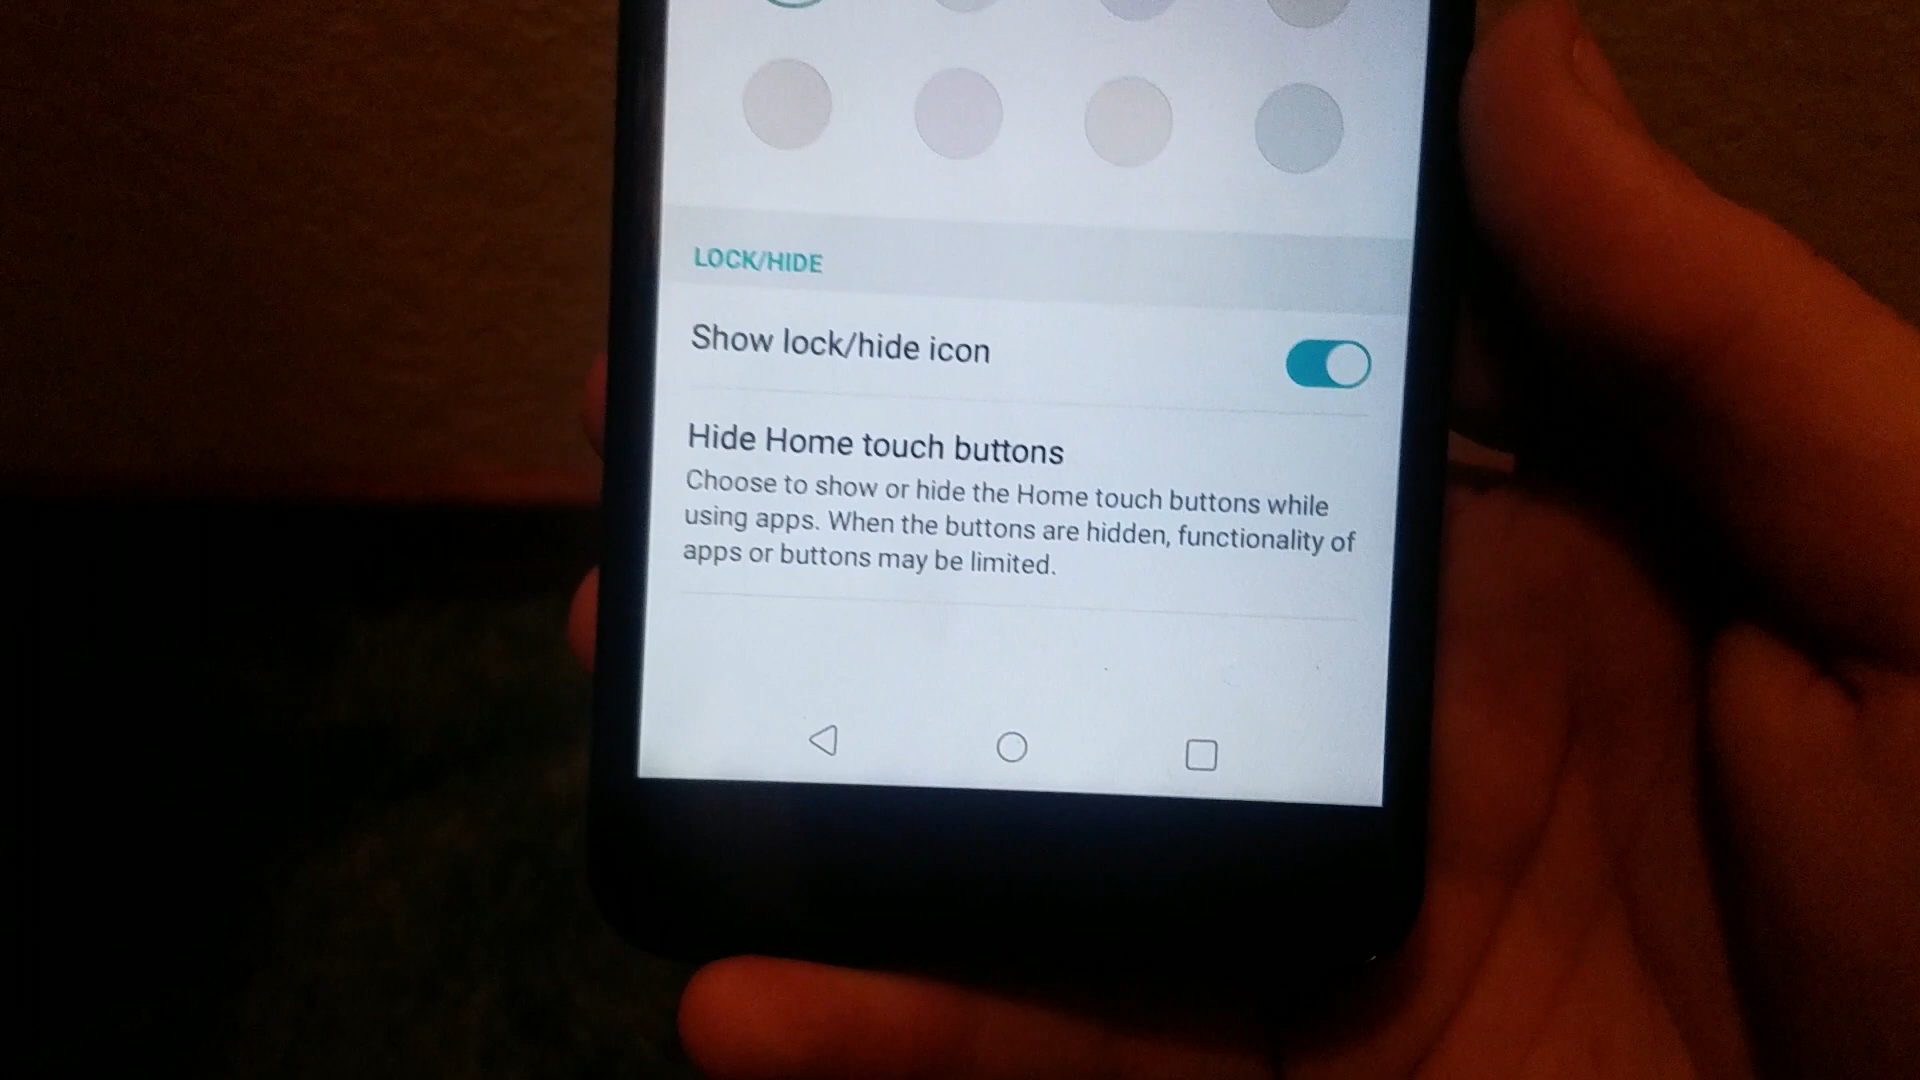 LOCK/HIDE
Show lock/hide icon
Hide Home touch buttons
Choose to show or hide the Home touch buttons while
using apps. When the buttons are hidden, functionality of
apps or buttons may be limited.